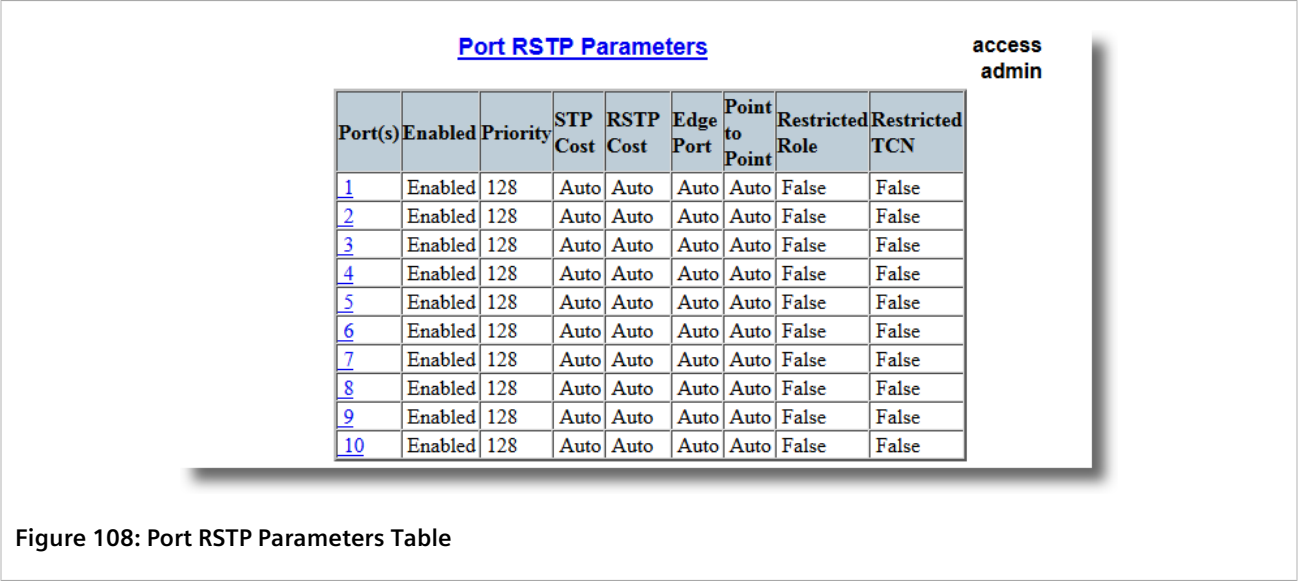 Port RSTP Parameters
access
admin
Port(s) Enabled Priority STP Cost RSTP Cost Edge Port Point to Point Restricted Role Restricted TCN
1 Enabled 128 Auto Auto Auto Auto False False
2 Enabled 128 Auto Auto Auto Auto False False
3 Enabled 128 Auto Auto Auto Auto False False
4 Enabled 128 Auto Auto Auto Auto False False
5 Enabled 128 Auto Auto Auto Auto False False
6 Enabled 128 Auto Auto Auto Auto False False
7 Enabled 128 Auto Auto Auto Auto False False
8 Enabled 128 Auto Auto Auto Auto False False
9 Enabled 128 Auto Auto Auto Auto False False
10 Enabled 128 Auto Auto Auto Auto False False
Figure 108: Port RSTP Parameters Table